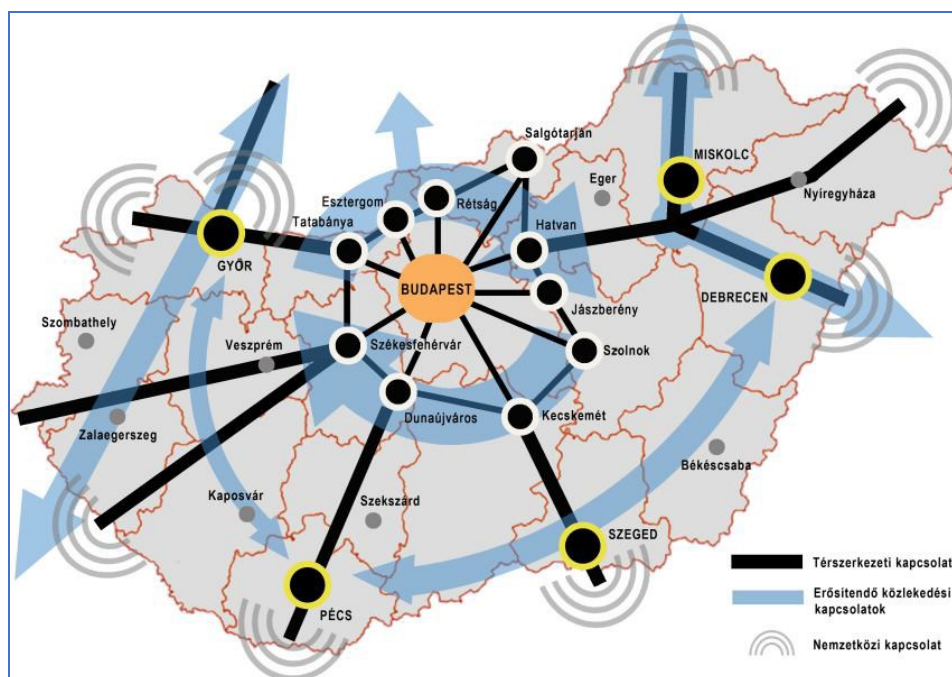 Salgótarján
MISKOLC
Eger
Nyíregyháza
Esztergom
Rétság
Tatabánya
Hatvan
GYŐR
BUDAPEST
DEBRECEN
Jászberény
Szombathely
Veszprém
Székesfehérvár
Szolnok
Zalaegerszeg
Dunaújváros
Kecskemét
Békéscsaba
Kaposvár
Szekszárd
SZEGED
PÉCS
Térszerkezeti kapcsolat
Erősítendő közlekedési
kapcsolatok
Nemzetközi kapcsolat